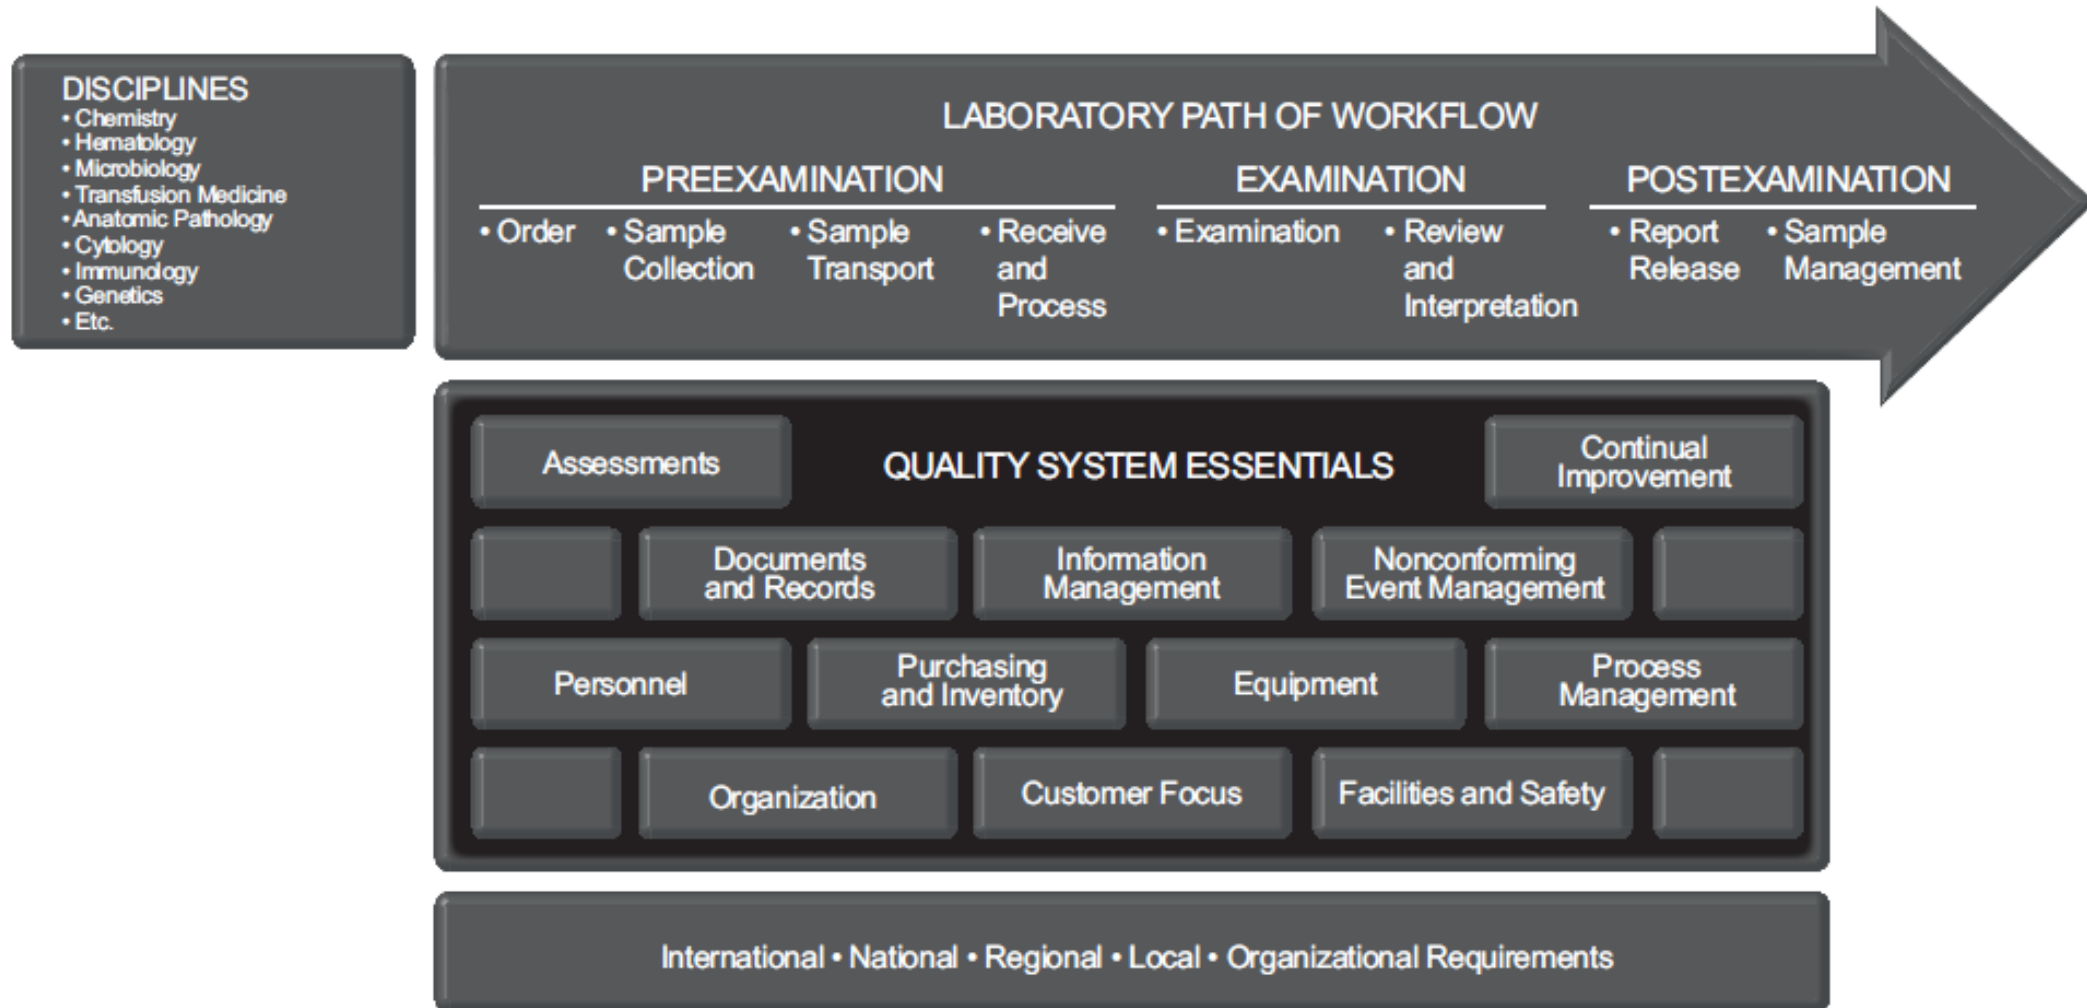 DISCIPLINES
• Chemistry
• Hematology
• Microbiology
• Transfusion Medicine
• Anatomic Pathology
• Cytology
• Immunology
• Genetics
• Etc.
LABORATORY PATH OF WORKFLOW
PREEXAMINATION
• Order
• Sample
Collection
• Sample
Transport
• Receive
and
Process
EXAMINATION
• Examination
• Review
and
Interpretation
POSTEXAMINATION
• Report
Release
• Sample
Management
Assessments
QUALITY SYSTEM ESSENTIALS
Continual
Improvement
Documents
and Records
Information
Management
Nonconforming
Event Management
Personnel
Purchasing
and Inventory
Equipment
Process
Management
Organization
Customer Focus
Facilities and Safety
International • National • Regional • Local • Organizational Requirements